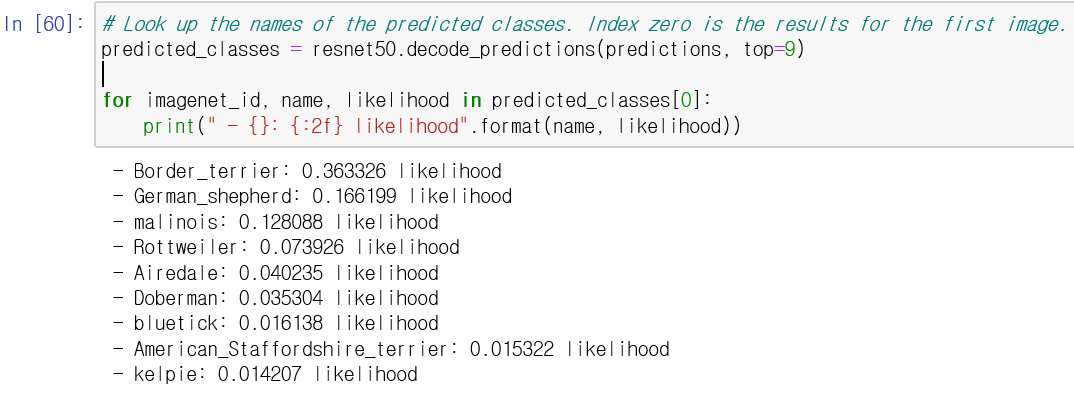 In [60]: # Look up the names of the predicted classes. Index zero is the results for the first image.
predicted_classes = resnet50.decode_predictions(predictions, top=9)
for imagenet_id, name, likelihood in predicted_classes[0]:
    print(" - {}: {:2f} likelihood".format(name, likelihood))
- Border_terrier: 0.363326 likelihood
- German_shepherd: 0.166199 likelihood
- malinois: 0.128088 likelihood
- Rottweiler: 0.073926 likelihood
- Airedale: 0.040235 likelihood
- Doberman: 0.035304 likelihood
- bluetick: 0.016138 likelihood
- American_Staffordshire_terrier: 0.015322 likelihood
- kelpie: 0.014207 likelihood